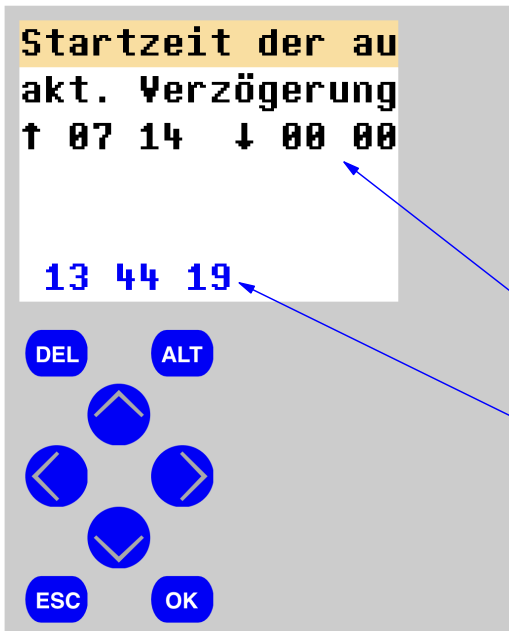 Startzeit der au
akt. Verzögerung
↑ 07 14 ↓ 00 00
13 44 19
DEL ALT
ESC OK